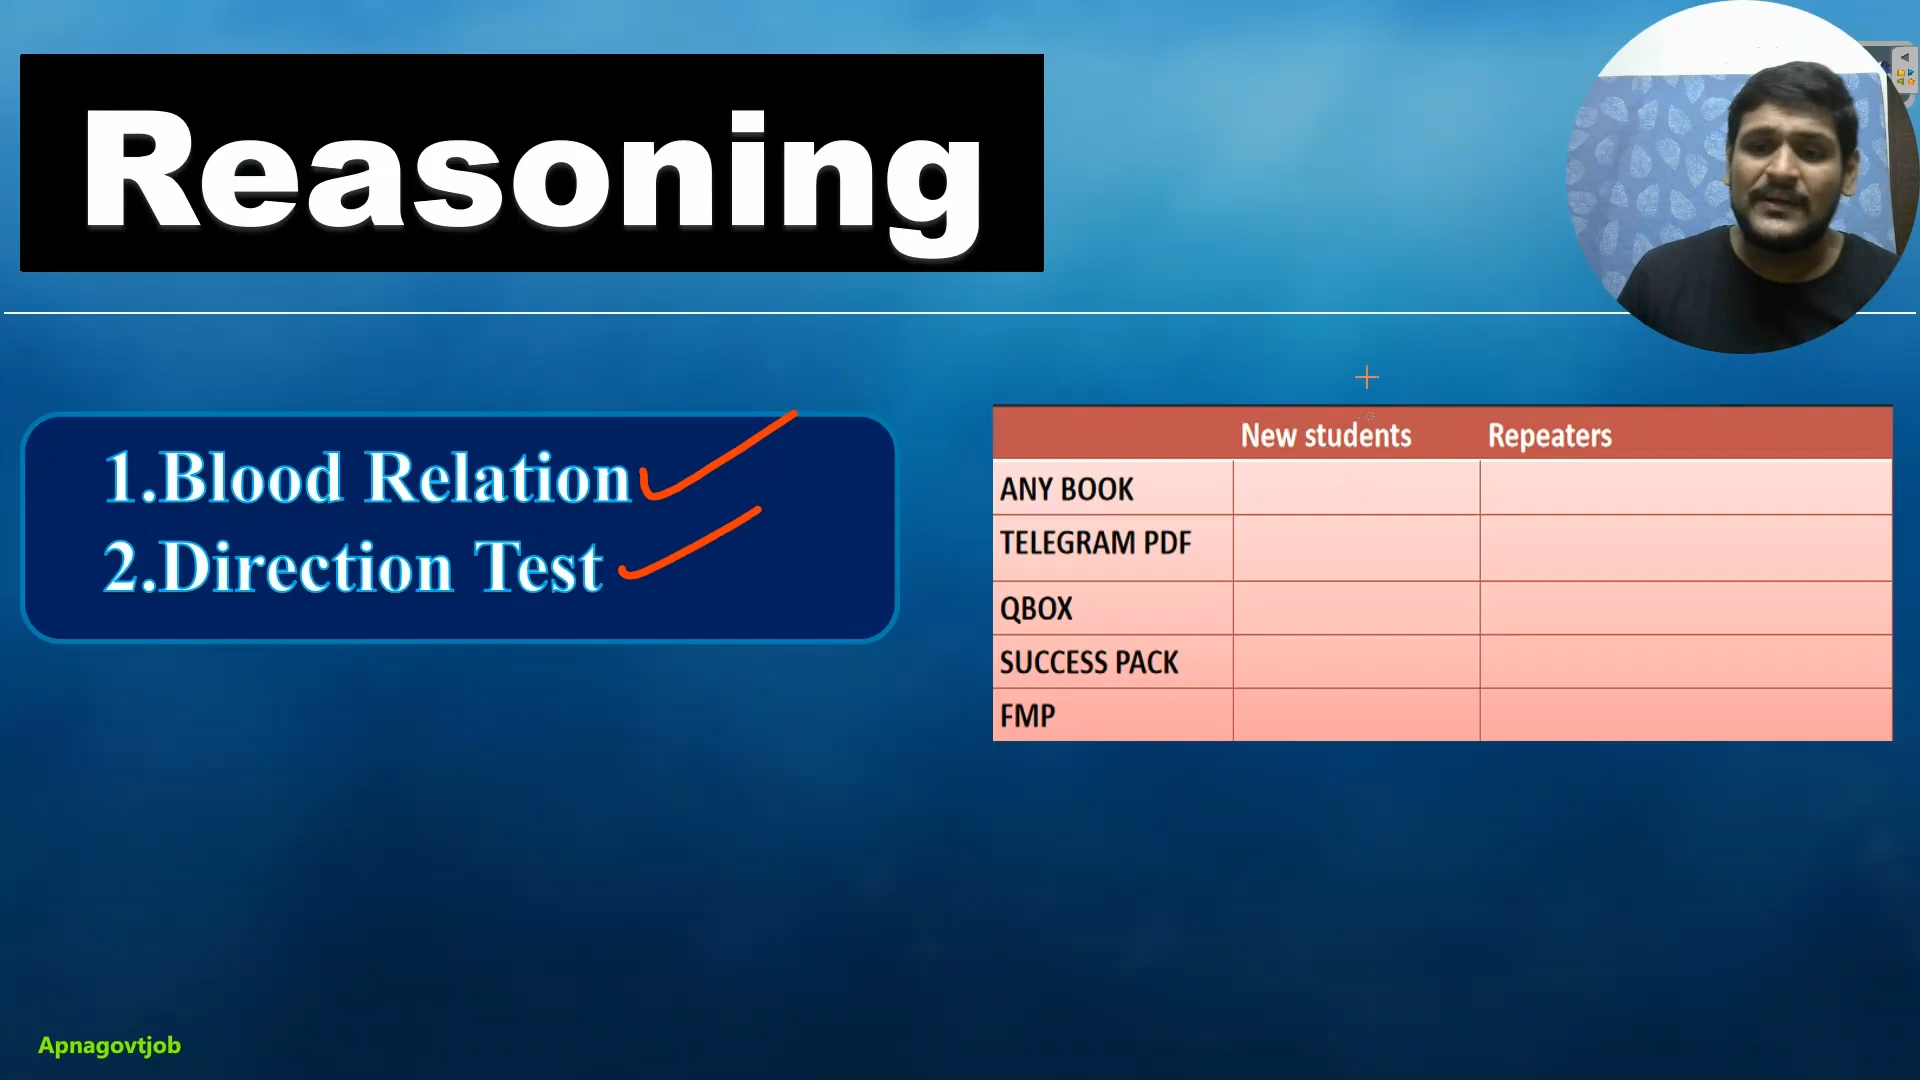 Reasoning
1.Blood Relation
2.Direction Test
New students Repeaters
ANY BOOK
TELEGRAM PDF
QBOX
SUCCESS PACK
FMP
Apnagovtjob